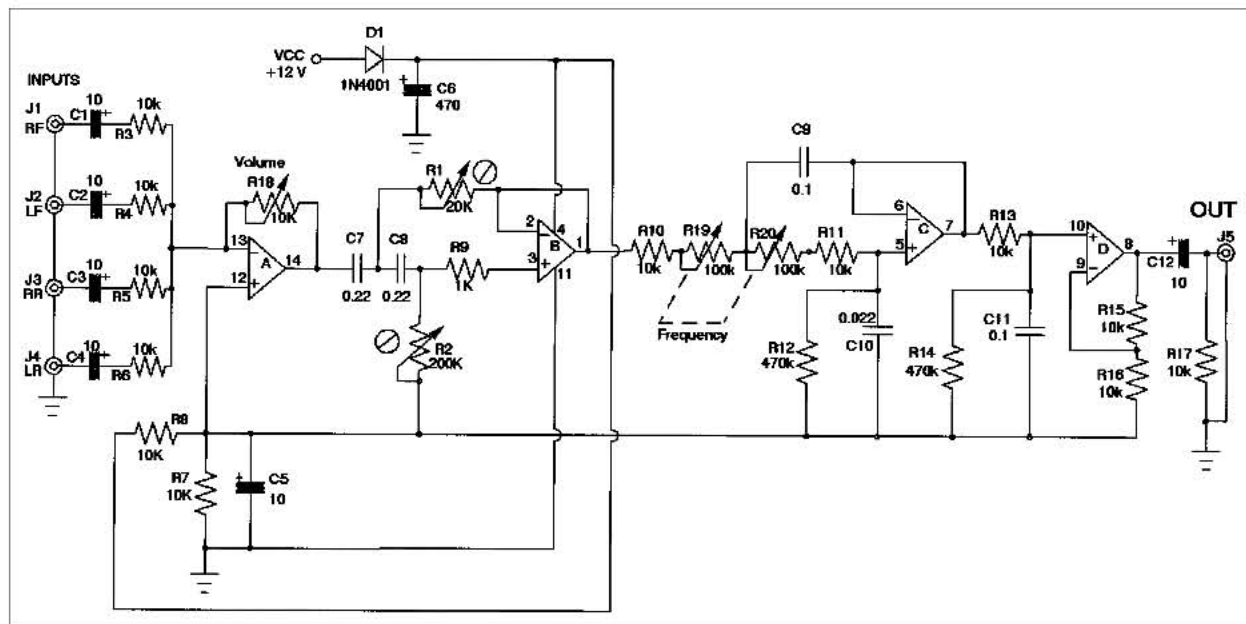 D1
VCC
+12 V
1N4001
C6
470
INPUTS
J1
RF
10
C1
10k
R3
J2
LF
10
C2
10k
R4
J3
RR
10
C3
10k
R5
J4
LR
10
C4
10k
R6
Volume
R18
10K
13
12
A
14
C7
0.22
C8
0.22
R1
20K
R2
200K
R9
1K
2
3
4
B
1
11
R8
10K
R7
10K
C5
10
R10
10k
R19
100k
R20
100k
R11
10k
Frequency
C9
0.1
6
5
C
7
R12
470k
0.022
C10
R13
10k
R14
470k
C11
0.1
10
9
D
8
C12
10
R15
10k
R16
10k
R17
10k
OUT
J5